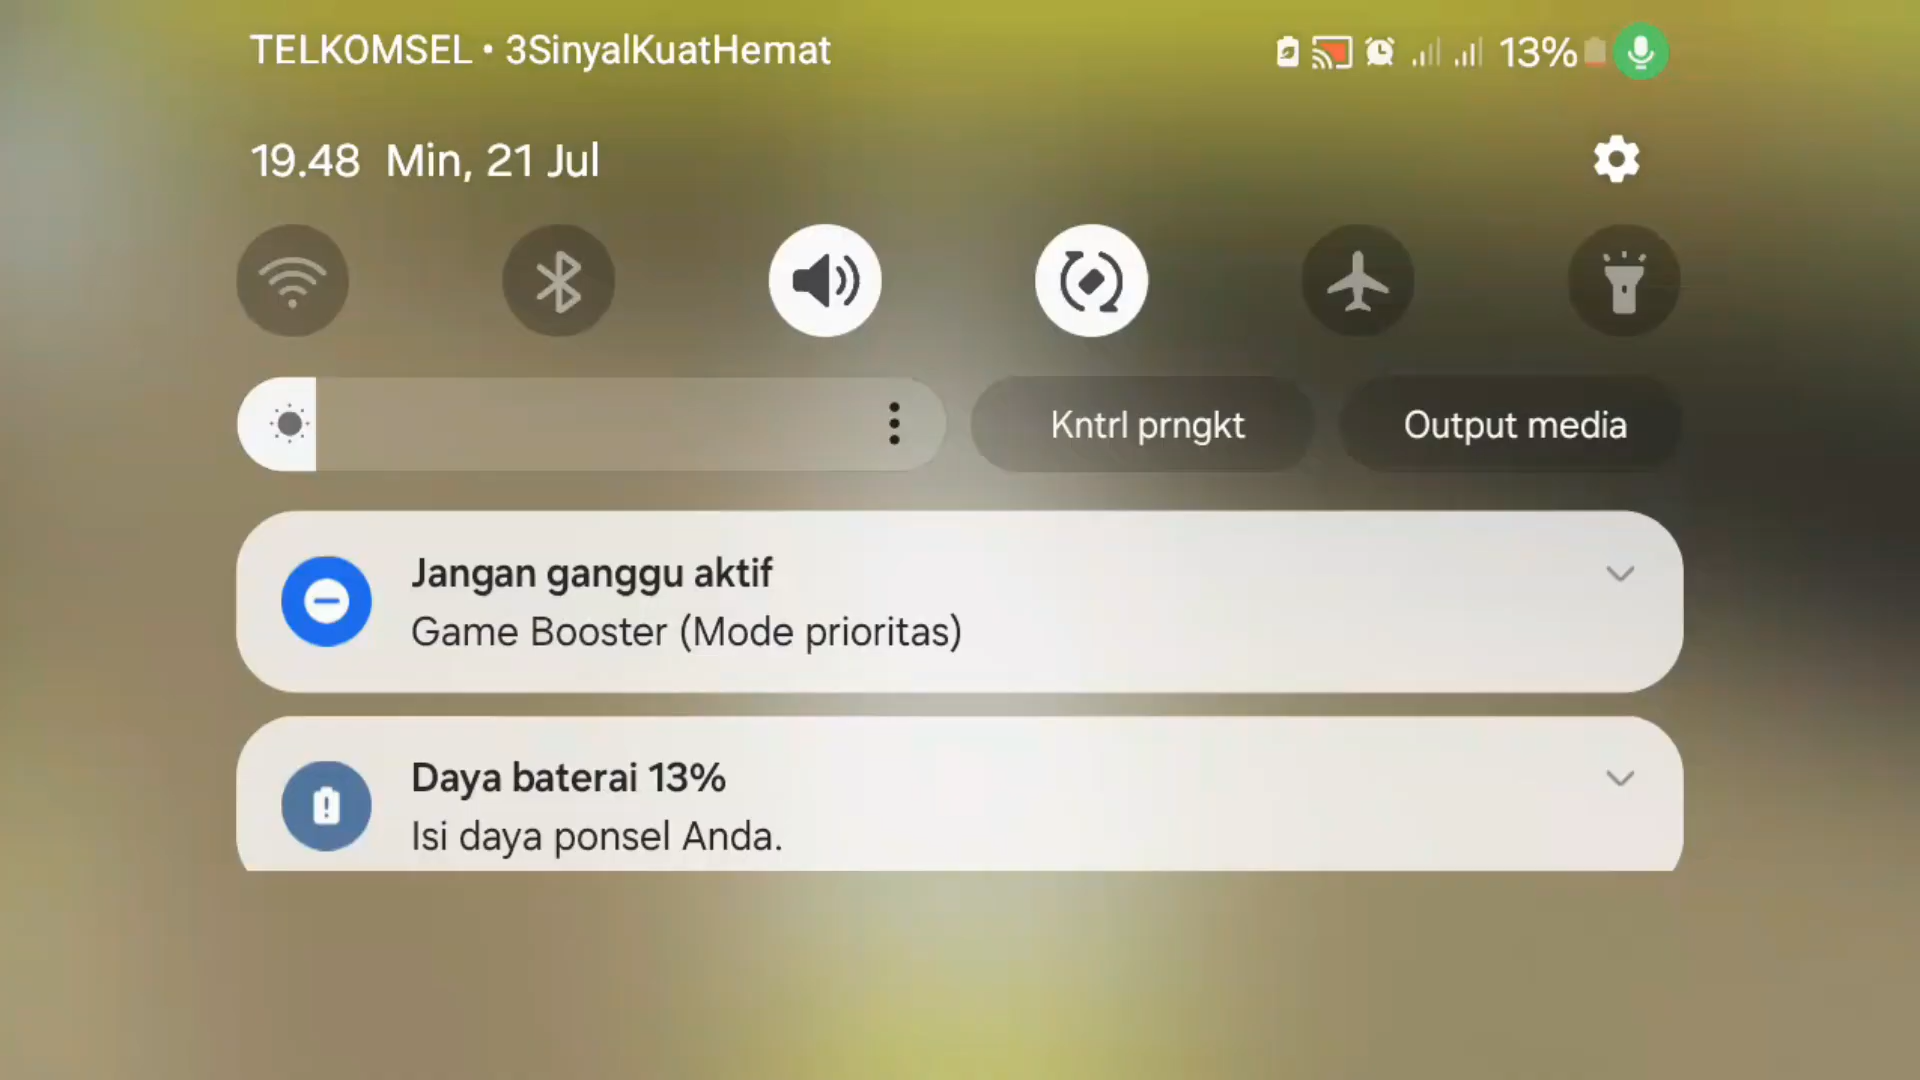 TELKOMSEL • 3SinyalKuatHemat
13%
19.48 Min, 21 Jul
Kntrl prngkt
Output media
Jangan ganggu aktif
Game Booster (Mode prioritas)
Daya baterai 13%
Isi daya ponsel Anda.